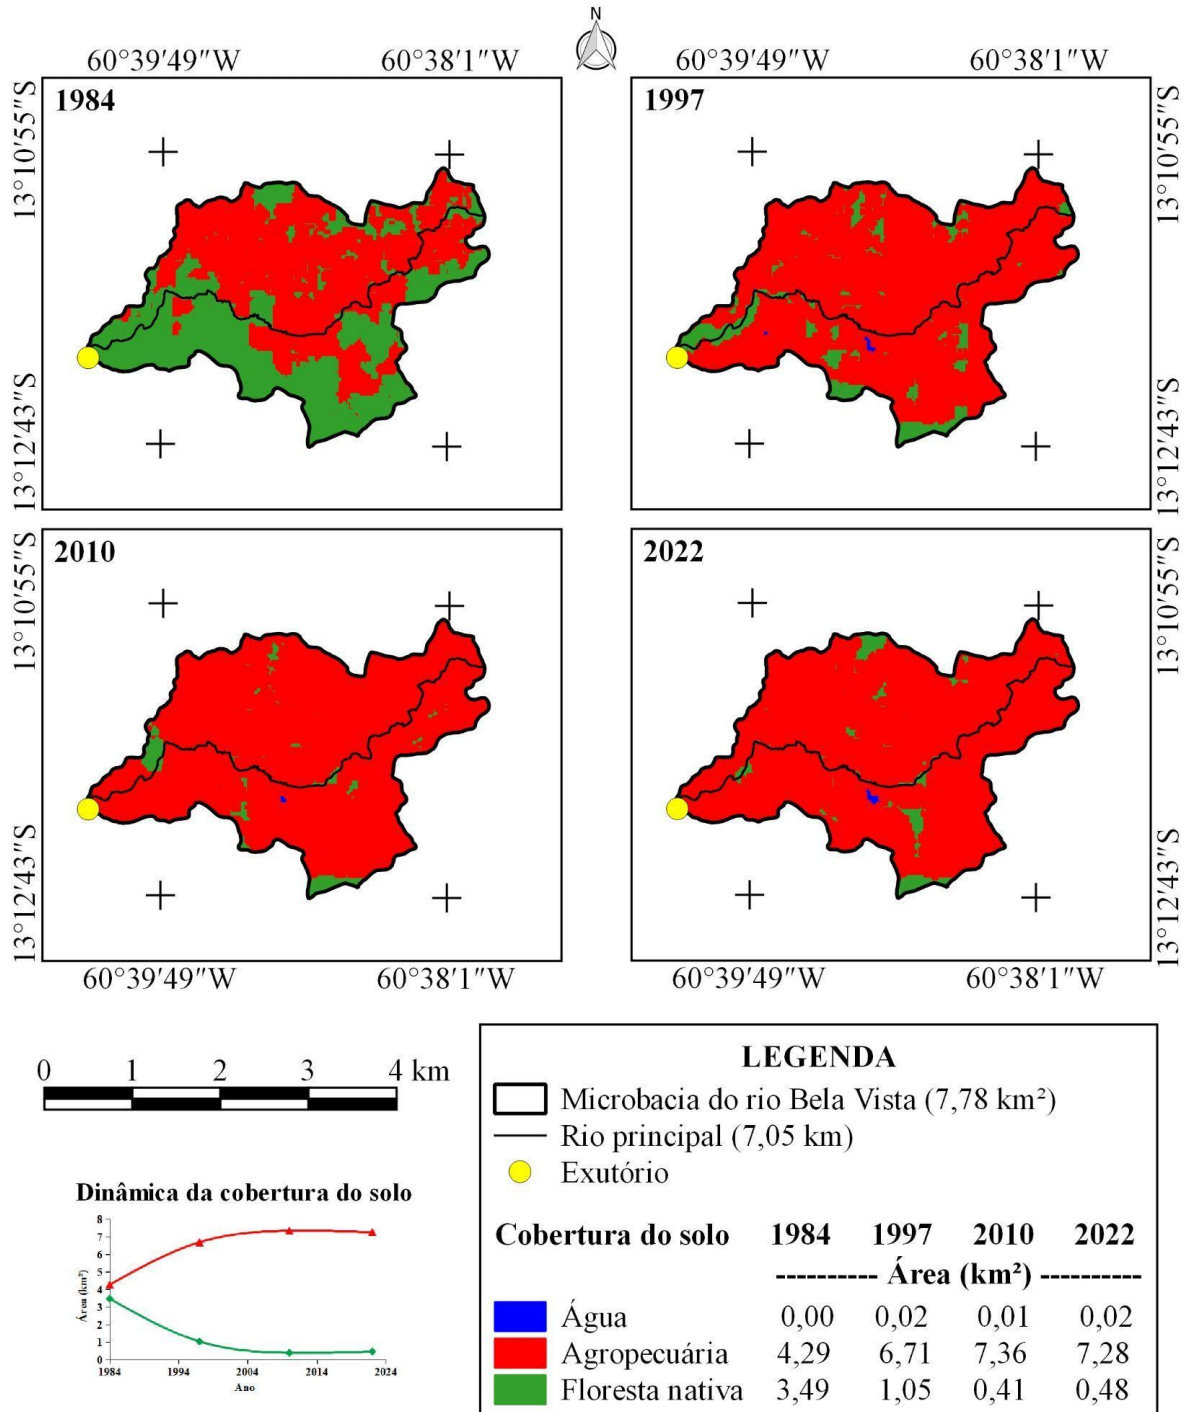 N
60°39′49″W 60°38′1″W 60°39′49″W 60°38′1″W
1984
1997
13°10′55″S
13°10′55″S
13°12′43″S
13°12′43″S
2010
2022
13°10′55″S
13°10′55″S
13°12′43″S
13°12′43″S
60°39′49″W 60°38′1″W 60°39′49″W 60°38′1″W
0 1 2 3 4 km
Dinâmica da cobertura do solo
Área (km²)
8
7
6
5
4
3
2
1
0
1984 1994 2004 2014 2024
Ano
LEGENDA
Microbacia do rio Bela Vista (7,78 km²)
Rio principal (7,05 km)
Exutório
Cobertura do solo 1984 1997 2010 2022
---------- Área (km²) ----------
Água 0,00 0,02 0,01 0,02
Agropecuária 4,29 6,71 7,36 7,28
Floresta nativa 3,49 1,05 0,41 0,48